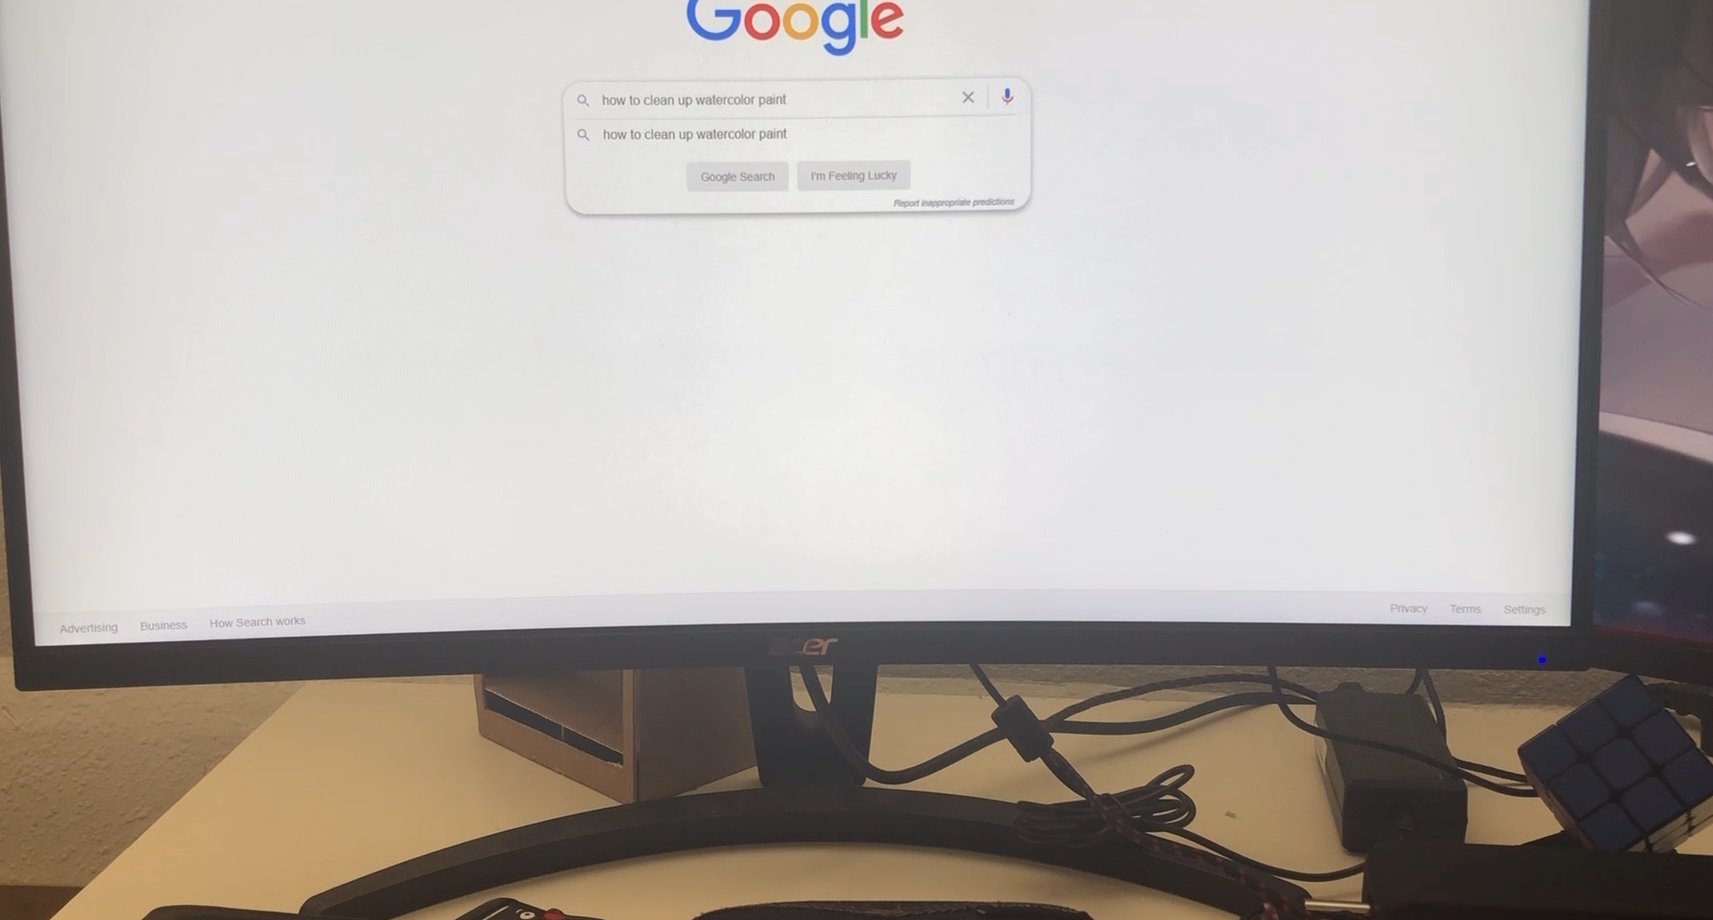 Google
how to clean up watercolor paint
how to clean up watercolor paint
Google Search
I'm Feeling Lucky
Report inappropriate predictions
Advertising
Business
How Search works
Privacy
Terms
Settings
acer